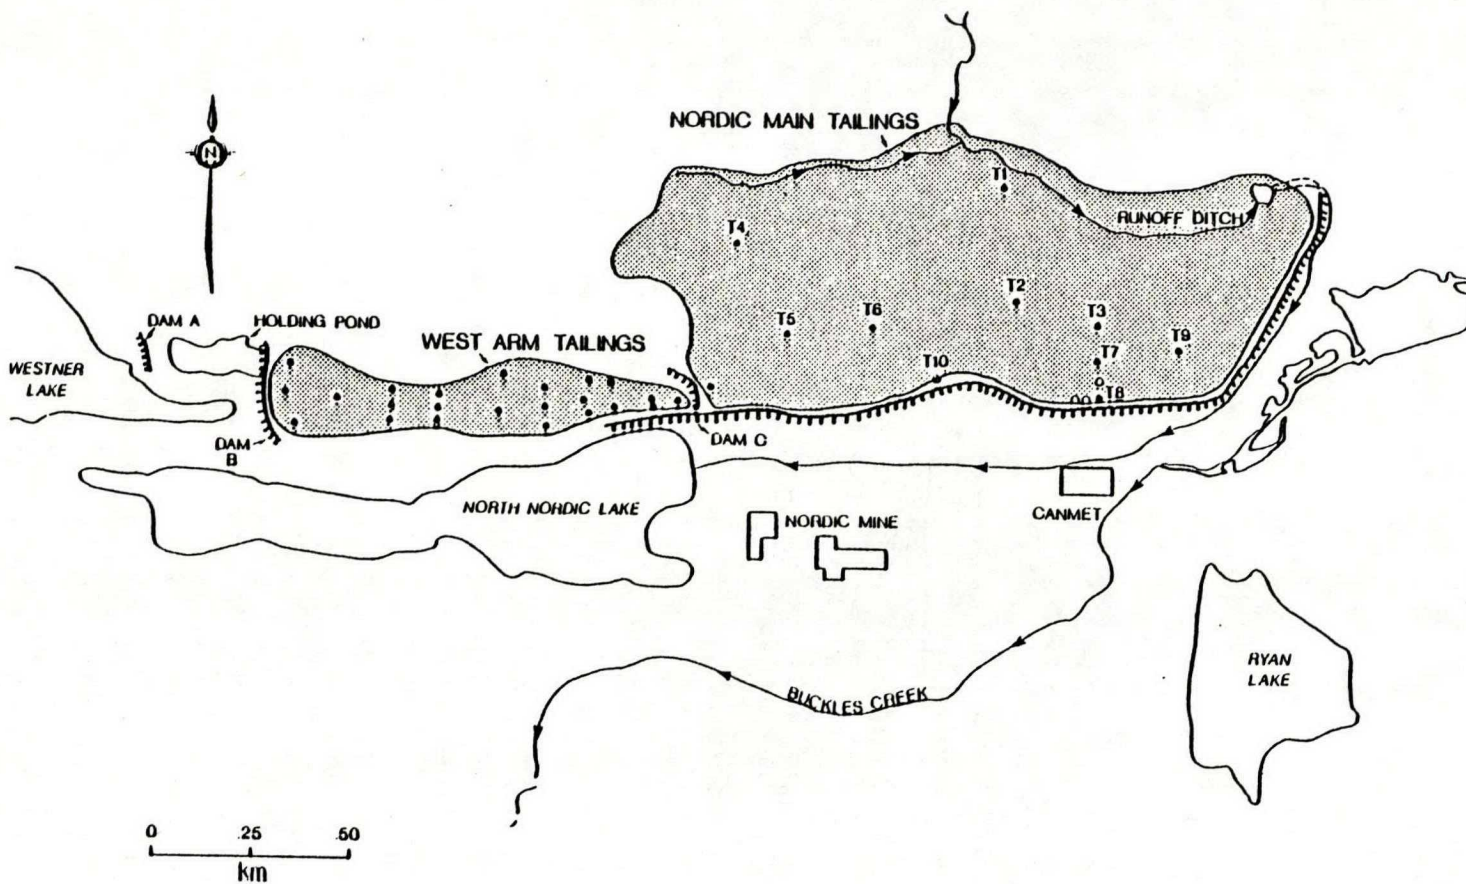 NORDIC MAIN TAILINGS
N
T1
RUNOFF DITCH
T4
T2
T3
T5
T6
T9
T7
T10
T8
DAM A
HOLDING POND
WEST ARM TAILINGS
WESTNER
LAKE
DAM
B
DAM C
NORTH NORDIC LAKE
NORDIC MINE
CANMET
BUCKLES CREEK
RYAN
LAKE
0 .25 .50
km